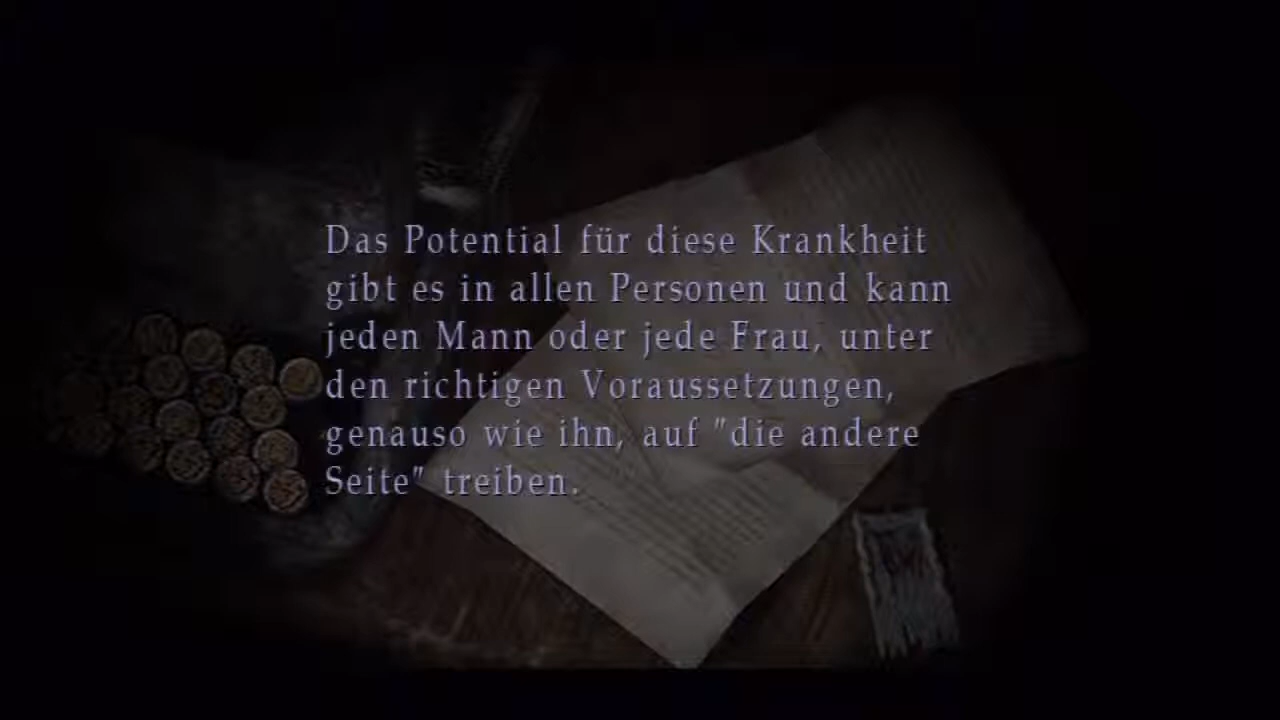 Das Potential für diese Krankheit
gibt es in allen Personen und kann
jeden Mann oder jede Frau, unter
den richtigen Voraussetzungen,
genauso wie ihn, auf "die andere
Seite" treiben.